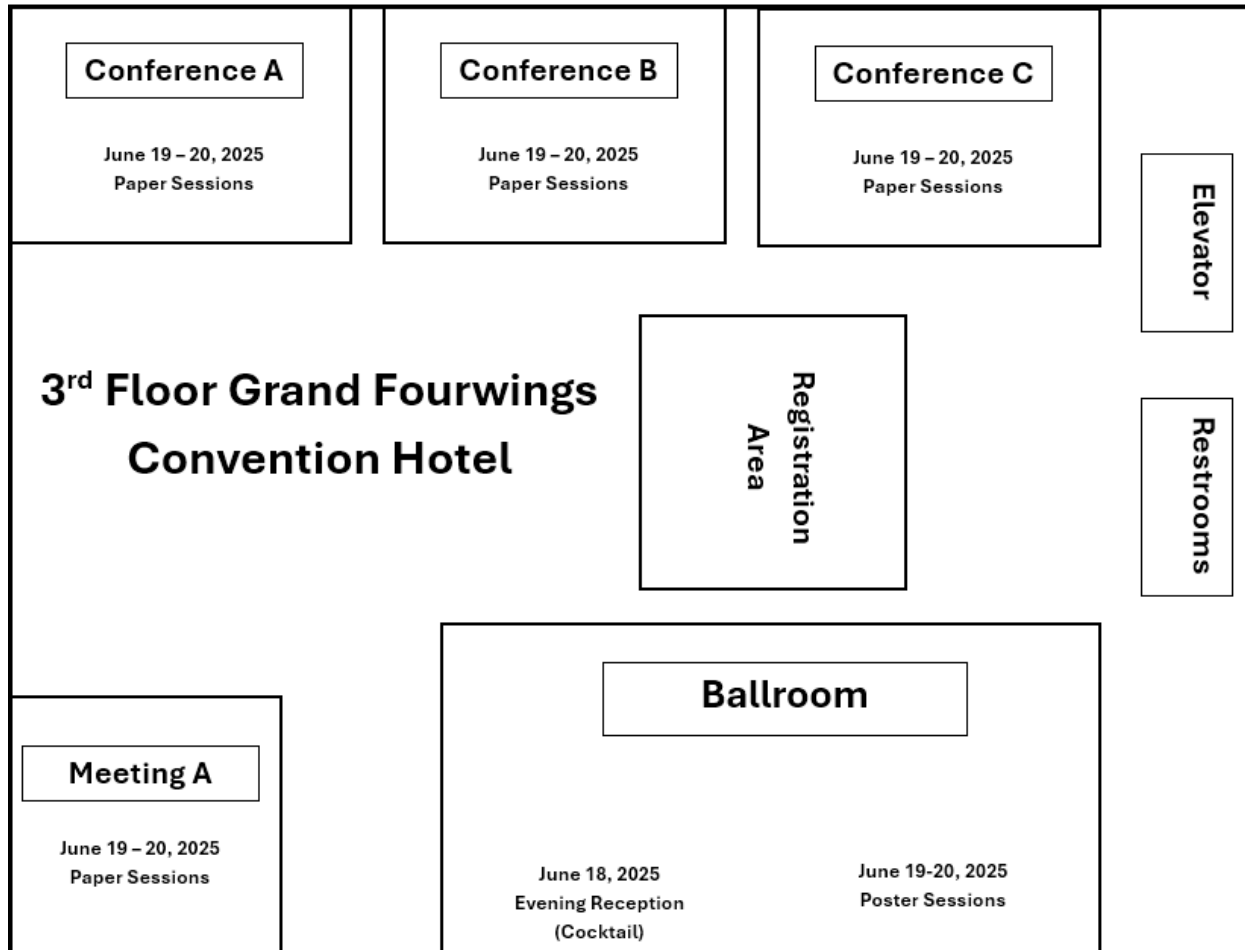 Conference A
June 19 – 20, 2025
Paper Sessions
Conference B
June 19 – 20, 2025
Paper Sessions
Conference C
June 19 – 20, 2025
Paper Sessions
Elevator
3rd Floor Grand Fourwings
Convention Hotel
Registration
Area
Restrooms
Meeting A
June 19 – 20, 2025
Paper Sessions
Ballroom
June 18, 2025
Evening Reception
(Cocktail)
June 19-20, 2025
Poster Sessions